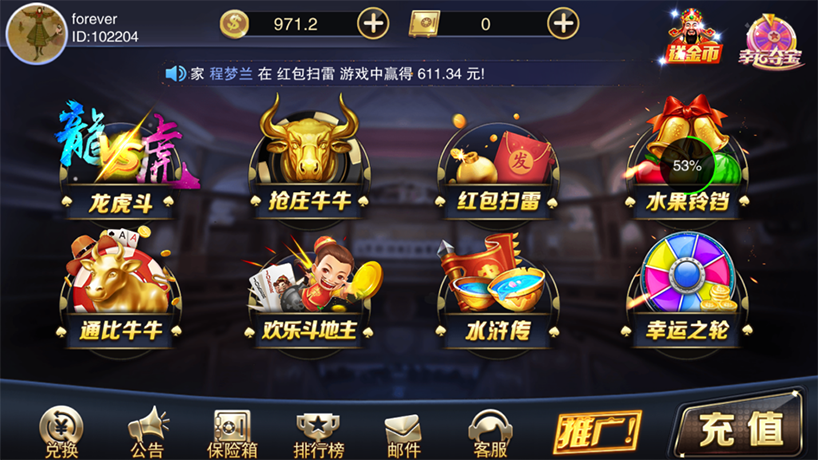 forever
ID:102204
971.2
0
送金币
幸运夺宝
家 程梦兰 在 红包扫雷 游戏中赢得 611.34 元!
龍 VS 虎
龙虎斗
抢庄牛牛
发
红包扫雷
53%
水果铃铛
A A
通比牛牛
欢乐斗地主
水浒传
幸运之轮
兑换
公告
保险箱
排行榜
邮件
客服
推广!
充值